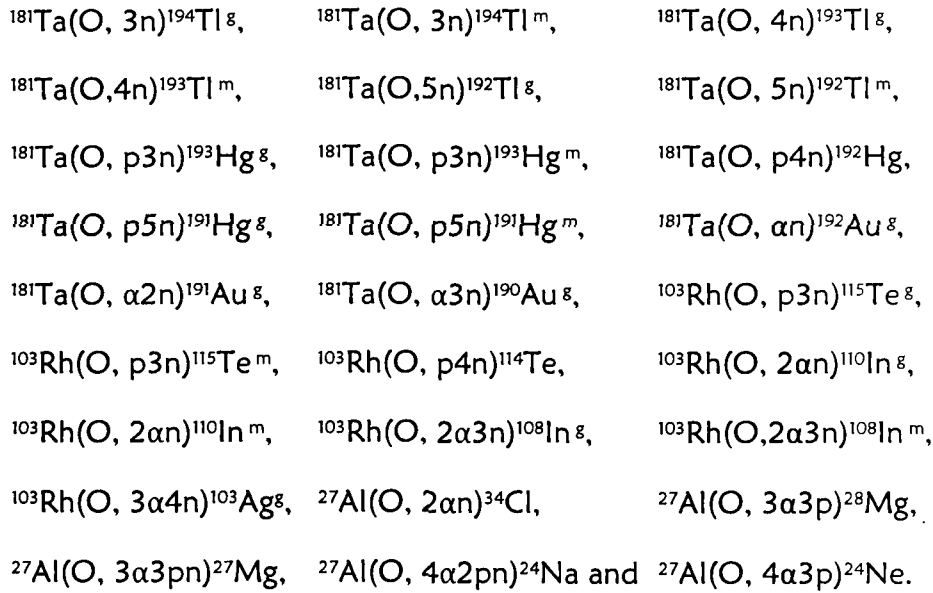 ¹⁸¹Ta(O, 3n)¹⁹⁴Tl ᵍ, ¹⁸¹Ta(O, 3n)¹⁹⁴Tl ᵐ, ¹⁸¹Ta(O, 4n)¹⁹³Tl ᵍ,
¹⁸¹Ta(O,4n)¹⁹³Tl ᵐ, ¹⁸¹Ta(O,5n)¹⁹²Tl ᵍ, ¹⁸¹Ta(O, 5n)¹⁹²Tl ᵐ,
¹⁸¹Ta(O, p3n)¹⁹³Hg ᵍ, ¹⁸¹Ta(O, p3n)¹⁹³Hg ᵐ, ¹⁸¹Ta(O, p4n)¹⁹²Hg,
¹⁸¹Ta(O, p5n)¹⁹¹Hg ᵍ, ¹⁸¹Ta(O, p5n)¹⁹¹Hg ᵐ, ¹⁸¹Ta(O, αn)¹⁹²Au ᵍ,
¹⁸¹Ta(O, α2n)¹⁹¹Au ᵍ, ¹⁸¹Ta(O, α3n)¹⁹⁰Au ᵍ, ¹⁰³Rh(O, p3n)¹¹⁵Te ᵍ,
¹⁰³Rh(O, p3n)¹¹⁵Te ᵐ, ¹⁰³Rh(O, p4n)¹¹⁴Te, ¹⁰³Rh(O, 2αn)¹¹⁰In ᵍ,
¹⁰³Rh(O, 2αn)¹¹⁰In ᵐ, ¹⁰³Rh(O, 2α3n)¹⁰⁸In ᵍ, ¹⁰³Rh(O,2α3n)¹⁰⁸In ᵐ,
¹⁰³Rh(O, 3α4n)¹⁰³Agᵍ, ²⁷Al(O, 2αn)³⁴Cl, ²⁷Al(O, 3α3p)²⁸Mg,
²⁷Al(O, 3α3pn)²⁷Mg, ²⁷Al(O, 4α2pn)²⁴Na and ²⁷Al(O, 4α3p)²⁴Ne.